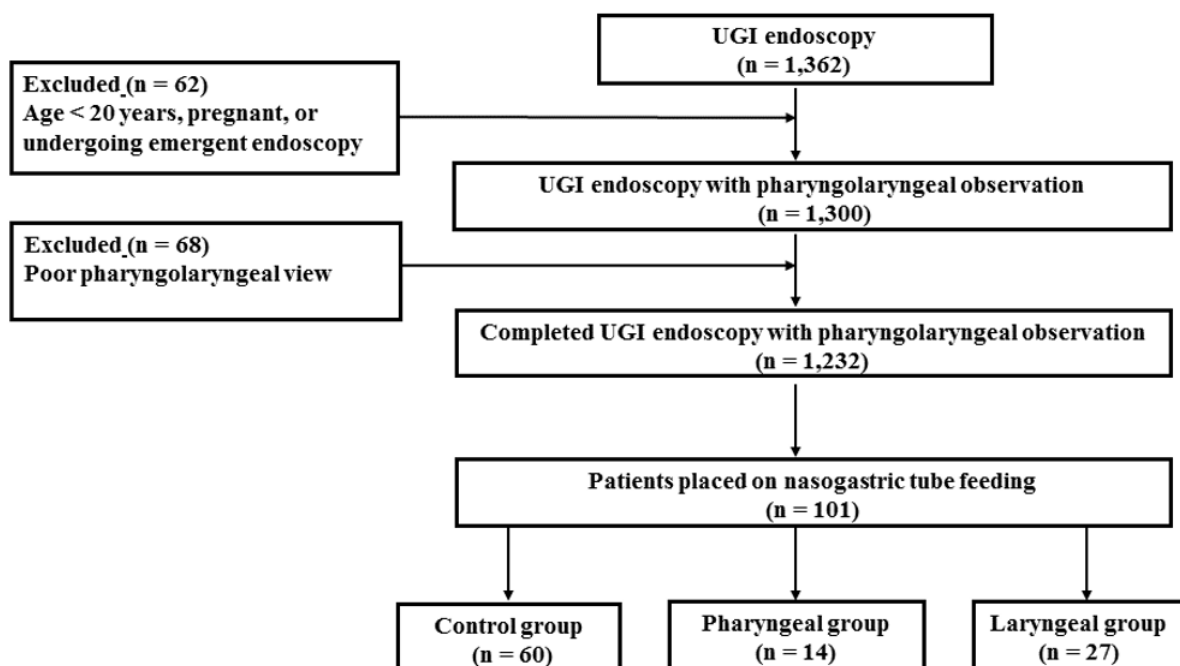 UGI endoscopy
(n = 1,362)
Excluded (n = 62)
Age < 20 years, pregnant, or
undergoing emergent endoscopy
UGI endoscopy with pharyngolaryngeal observation
(n = 1,300)
Excluded (n = 68)
Poor pharyngolaryngeal view
Completed UGI endoscopy with pharyngolaryngeal observation
(n = 1,232)
Patients placed on nasogastric tube feeding
(n = 101)
Control group
(n = 60)
Pharyngeal group
(n = 14)
Laryngeal group
(n = 27)